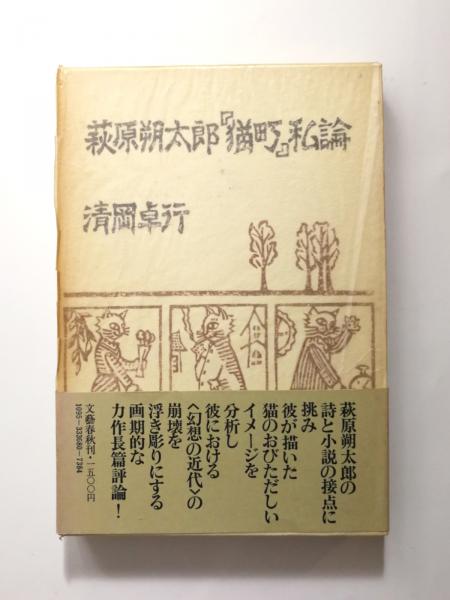 萩原朔太郎『猫町』私論
清岡卓行
萩原朔太郎の
詩と小説の接点に
挑み
彼が描いた
猫のおびただしい
イメージを
分析し
彼における
〈幻想の近代〉の
崩壊を
浮き彫りにする
画期的な
力作長篇評論!
文藝春秋刊・一五〇〇円